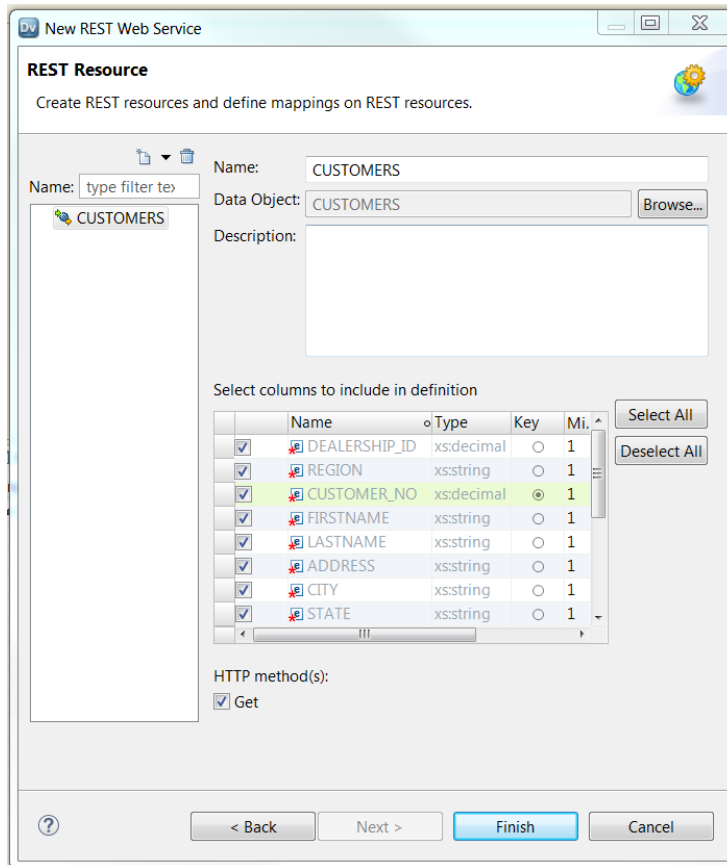 Dv New REST Web Service
REST Resource
Create REST resources and define mappings on REST resources.
Name: type filter tex
CUSTOMERS
Name: CUSTOMERS
Data Object: CUSTOMERS Browse...
Description:
Select columns to include in definition
Name Type Key Mi.
DEALERSHIP_ID xs:decimal 1
REGION xs:string 1
CUSTOMER_NO xs:decimal 1
FIRSTNAME xs:string 1
LASTNAME xs:string 1
ADDRESS xs:string 1
CITY xs:string 1
STATE xs:string 1
Select All
Deselect All
HTTP method(s):
Get
? < Back Next > Finish Cancel